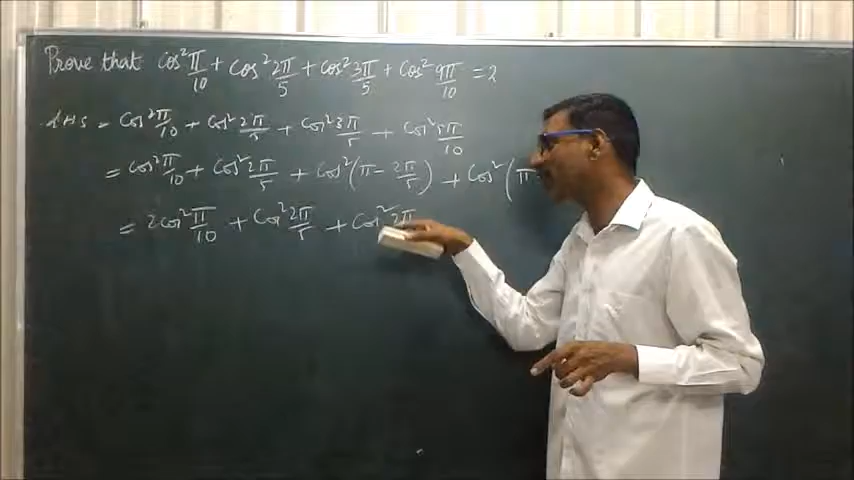 Prove that cos²π/10 + cos²2π/5 + cos²3π/5 + cos²9π/10 = 2
LHS = cos²π/10 + cos²2π/5 + cos²3π/5 + cos²9π/10
= cos²π/10 + cos²2π/5 + cos²(π - 2π/5) + cos²(π -
= 2cos²π/10 + cos²2π/5 + cos²2π